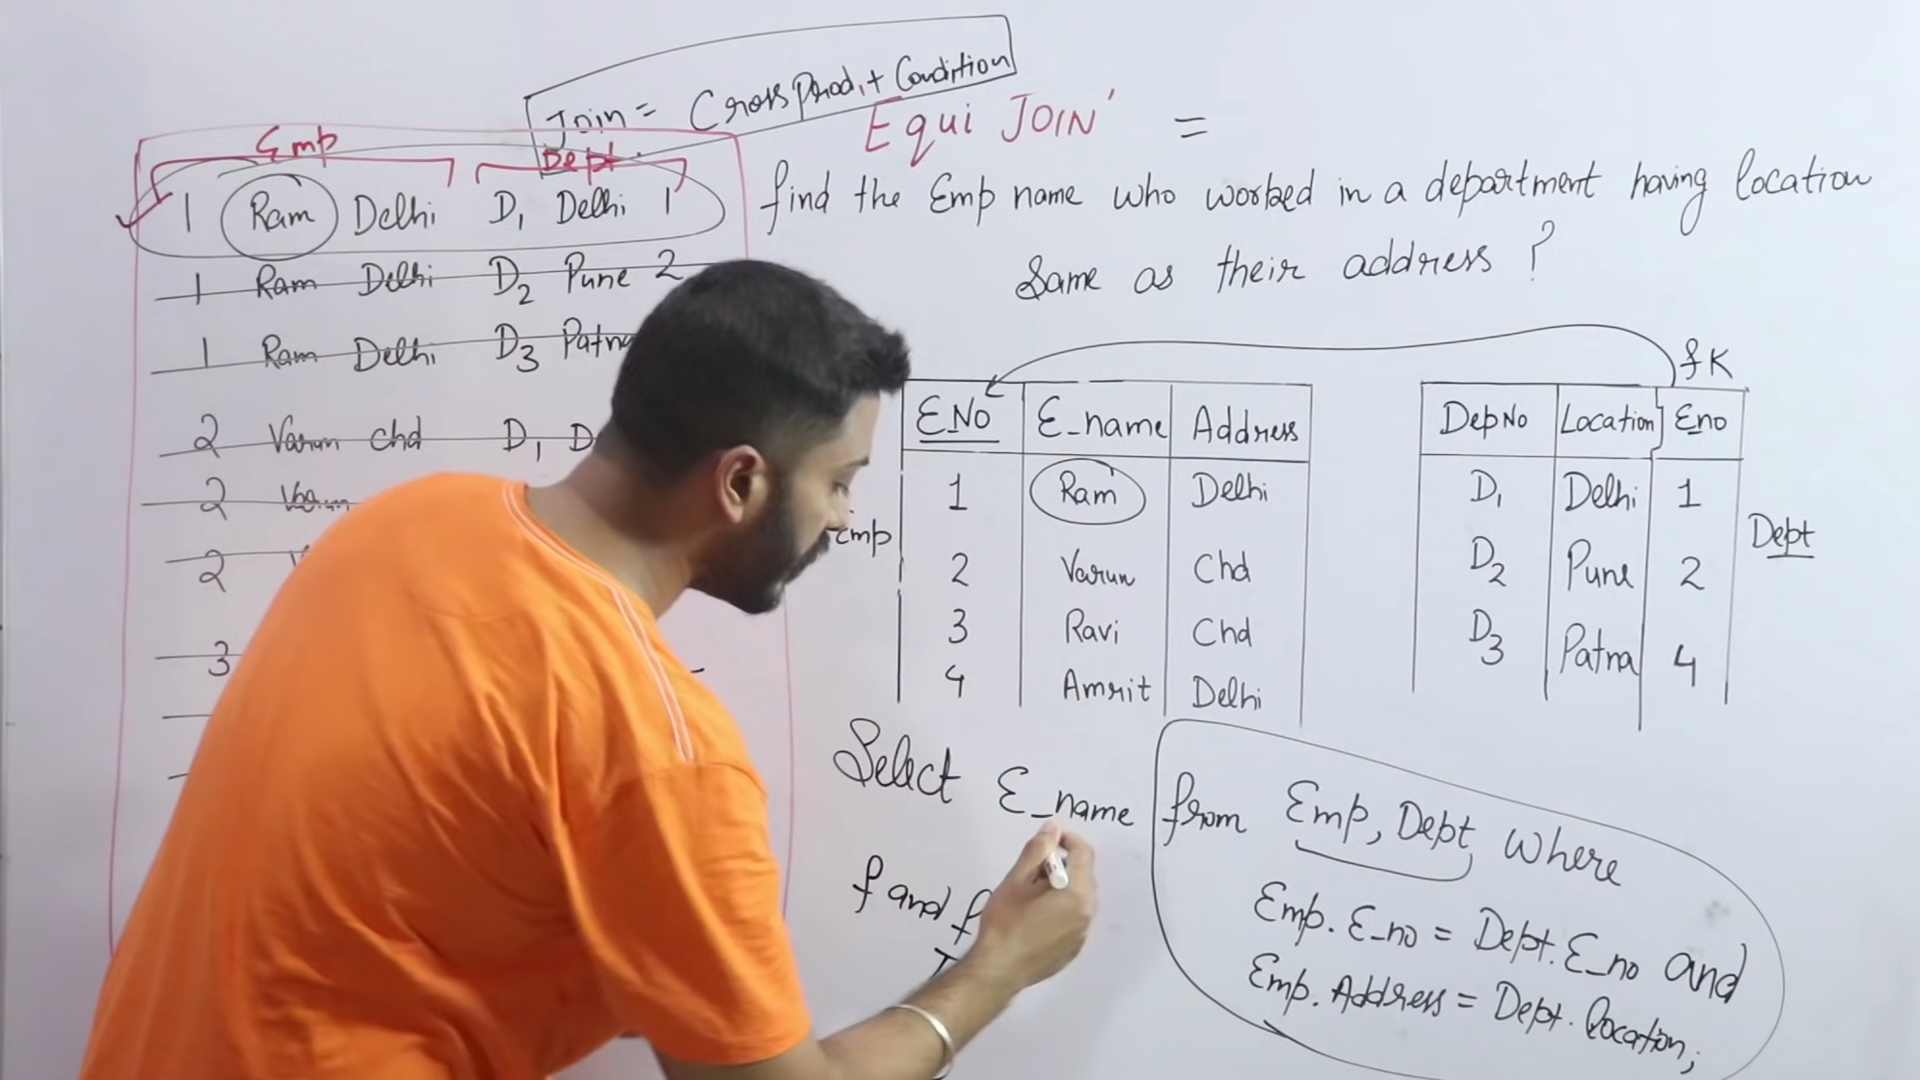 Join = Cross Prod. + Condition
Equi JOIN' =
Emp
Dept.
1 Ram Delhi D1 Delhi 1
1 Ram Delhi D2 Pune 2
1 Ram Delhi D3 Patna
2 Varun Chd D1 D
2 Varun
2 V
3
find the Emp name who worked in a department having location
Same as their address ?
fK
Emp
E.No E_name Address
1 Ram Delhi
2 Varun Chd
3 Ravi Chd
4 Amrit Delhi
DepNo Location Eno
D1 Delhi 1
D2 Pune 2
D3 Patna 4
Dept
Select E_name from Emp, Dept Where
Emp. E_no = Dept. E_no and
Emp. Address = Dept. location;
f and f